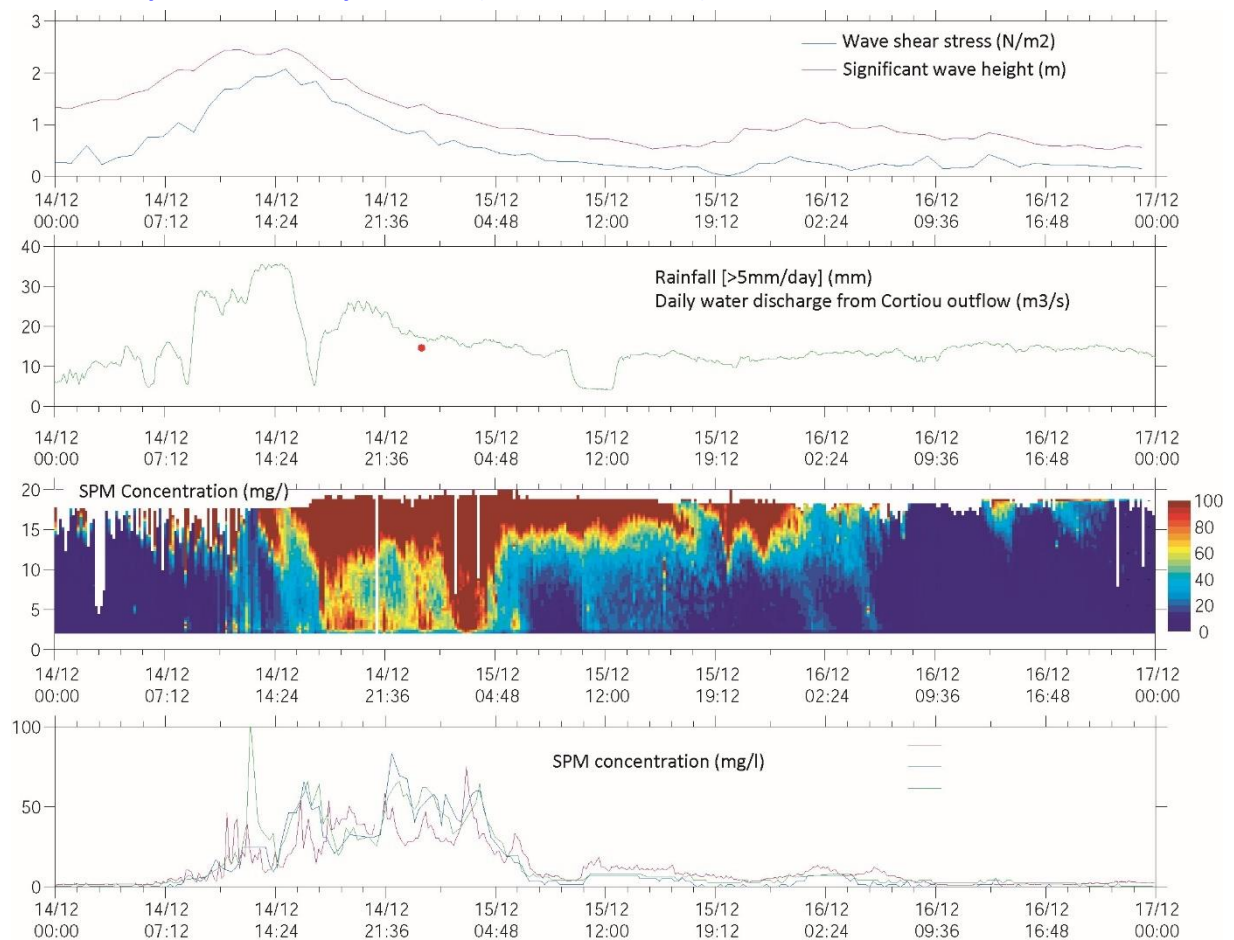 3
Wave shear stress (N/m2)
Significant wave height (m)
2
1
0
14/12 14/12 14/12 14/12 15/12 15/12 15/12 16/12 16/12 16/12 17/12
00:00 07:12 14:24 21:36 04:48 12:00 19:12 02:24 09:36 16:48 00:00
40
Rainfall [>5mm/day] (mm)
30
Daily water discharge from Cortiou outflow (m3/s)
20
10
0
14/12 14/12 14/12 14/12 15/12 15/12 15/12 16/12 16/12 16/12 17/12
00:00 07:12 14:24 21:36 04:48 12:00 19:12 02:24 09:36 16:48 00:00
20 SPM Concentration (mg/)
15
10
5
0
100
80
60
40
20
0
14/12 14/12 14/12 14/12 15/12 15/12 15/12 16/12 16/12 16/12 17/12
00:00 07:12 14:24 21:36 04:48 12:00 19:12 02:24 09:36 16:48 00:00
100
SPM concentration (mg/l)
50
0
14/12 14/12 14/12 14/12 15/12 15/12 15/12 16/12 16/12 16/12 17/12
00:00 07:12 14:24 21:36 04:48 12:00 19:12 02:24 09:36 16:48 00:00